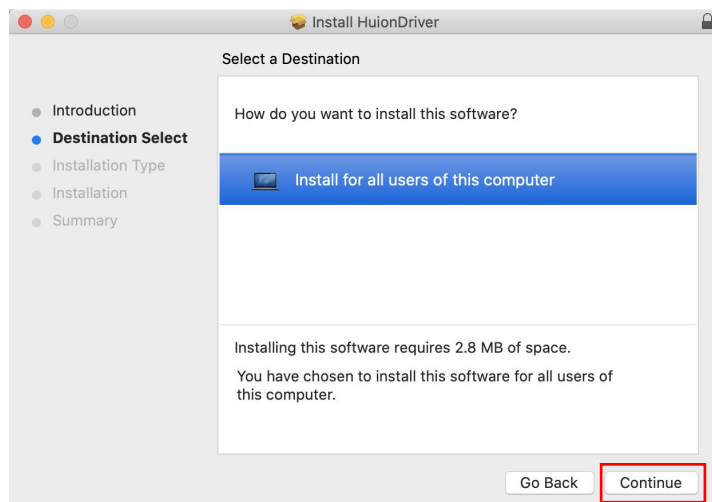 Install HuionDriver
Select a Destination
Introduction
Destination Select
Installation Type
Installation
Summary
How do you want to install this software?
Install for all users of this computer
Installing this software requires 2.8 MB of space.
You have chosen to install this software for all users of
this computer.
Go Back
Continue